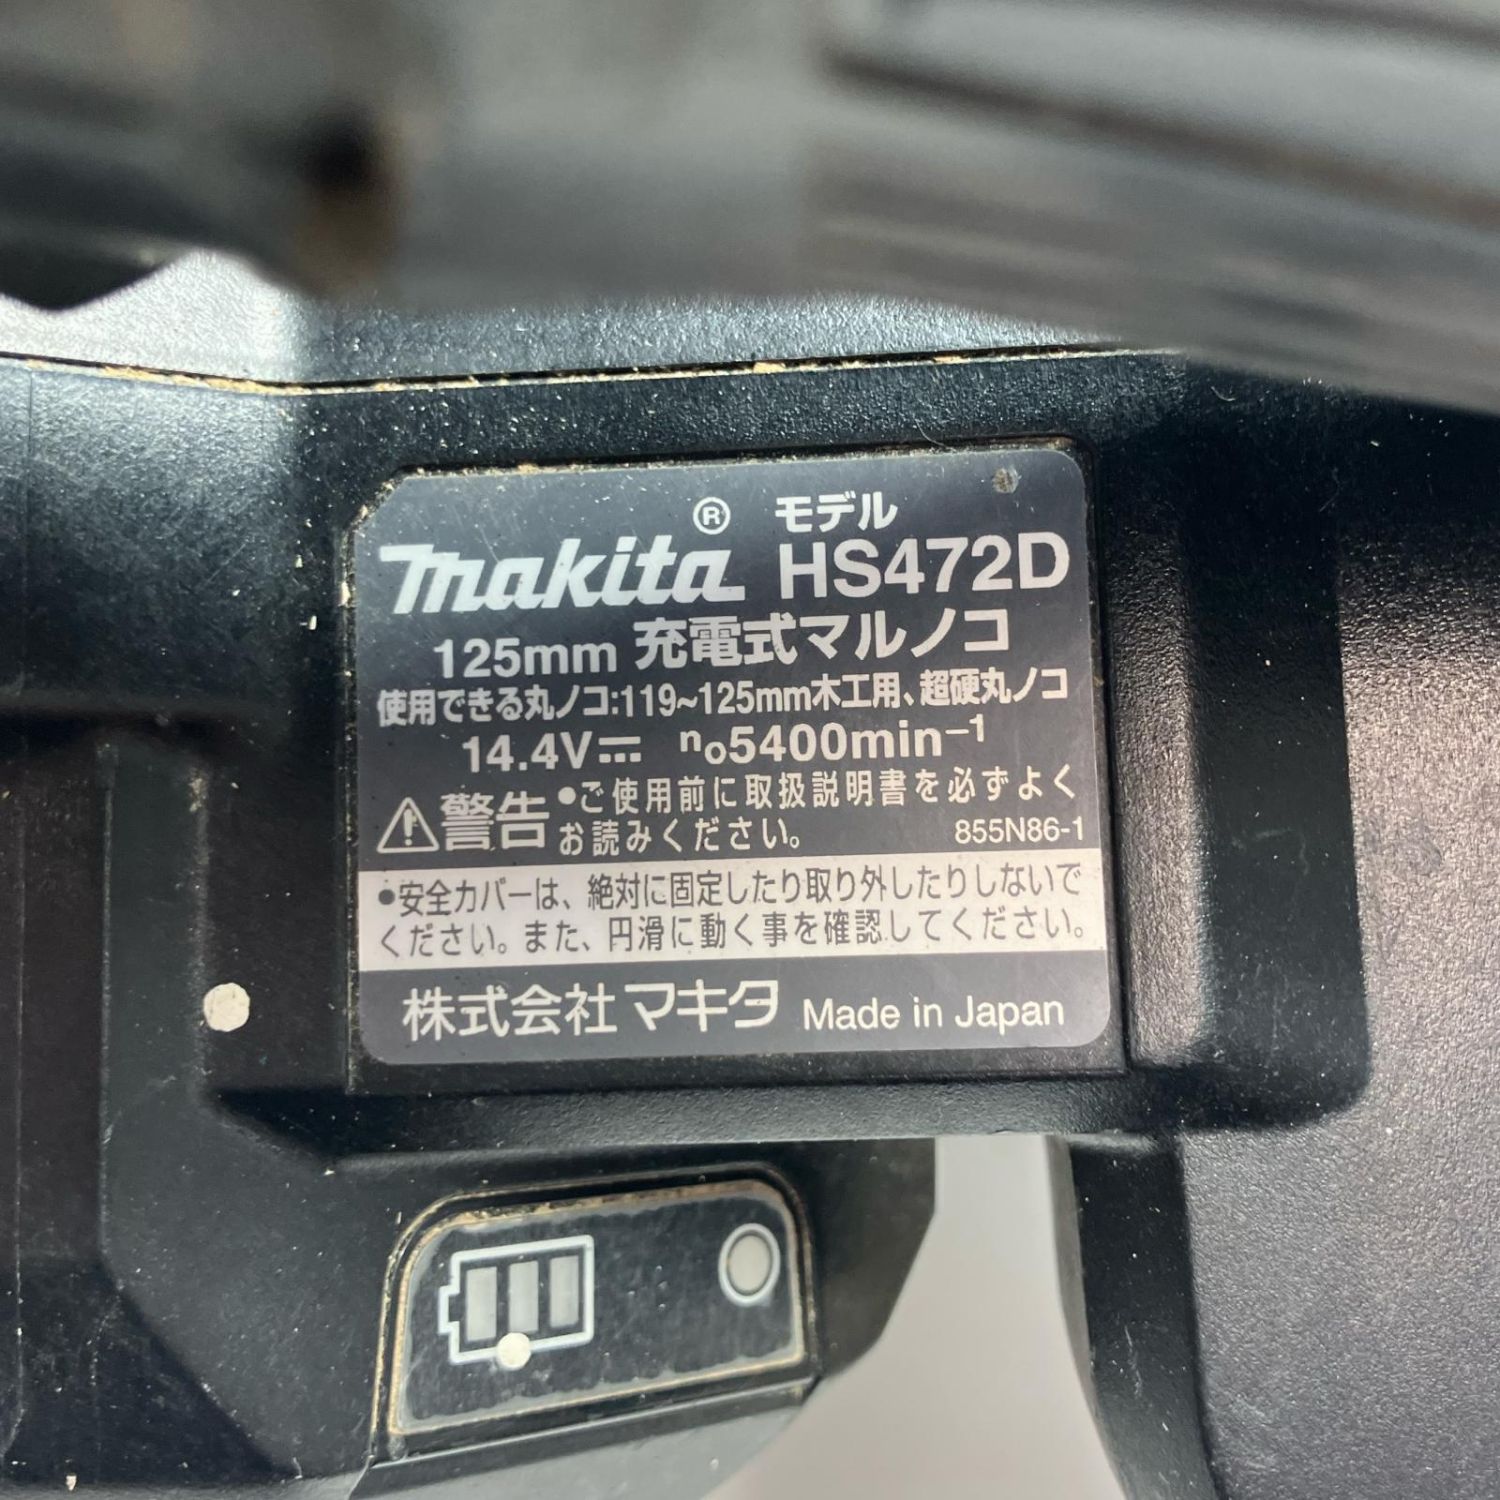 makita® モデル HS472D
125mm 充電式マルノコ
使用できる丸ノコ:119~125mm木工用、超硬丸ノコ
14.4V⎓ no5400min⁻¹
⚠警告 •ご使用前に取扱説明書を必ずよく
お読みください。 855N86-1
•安全カバーは、絶対に固定したり取り外したりしないで
ください。また、円滑に動く事を確認してください。
株式会社マキタ Made in Japan